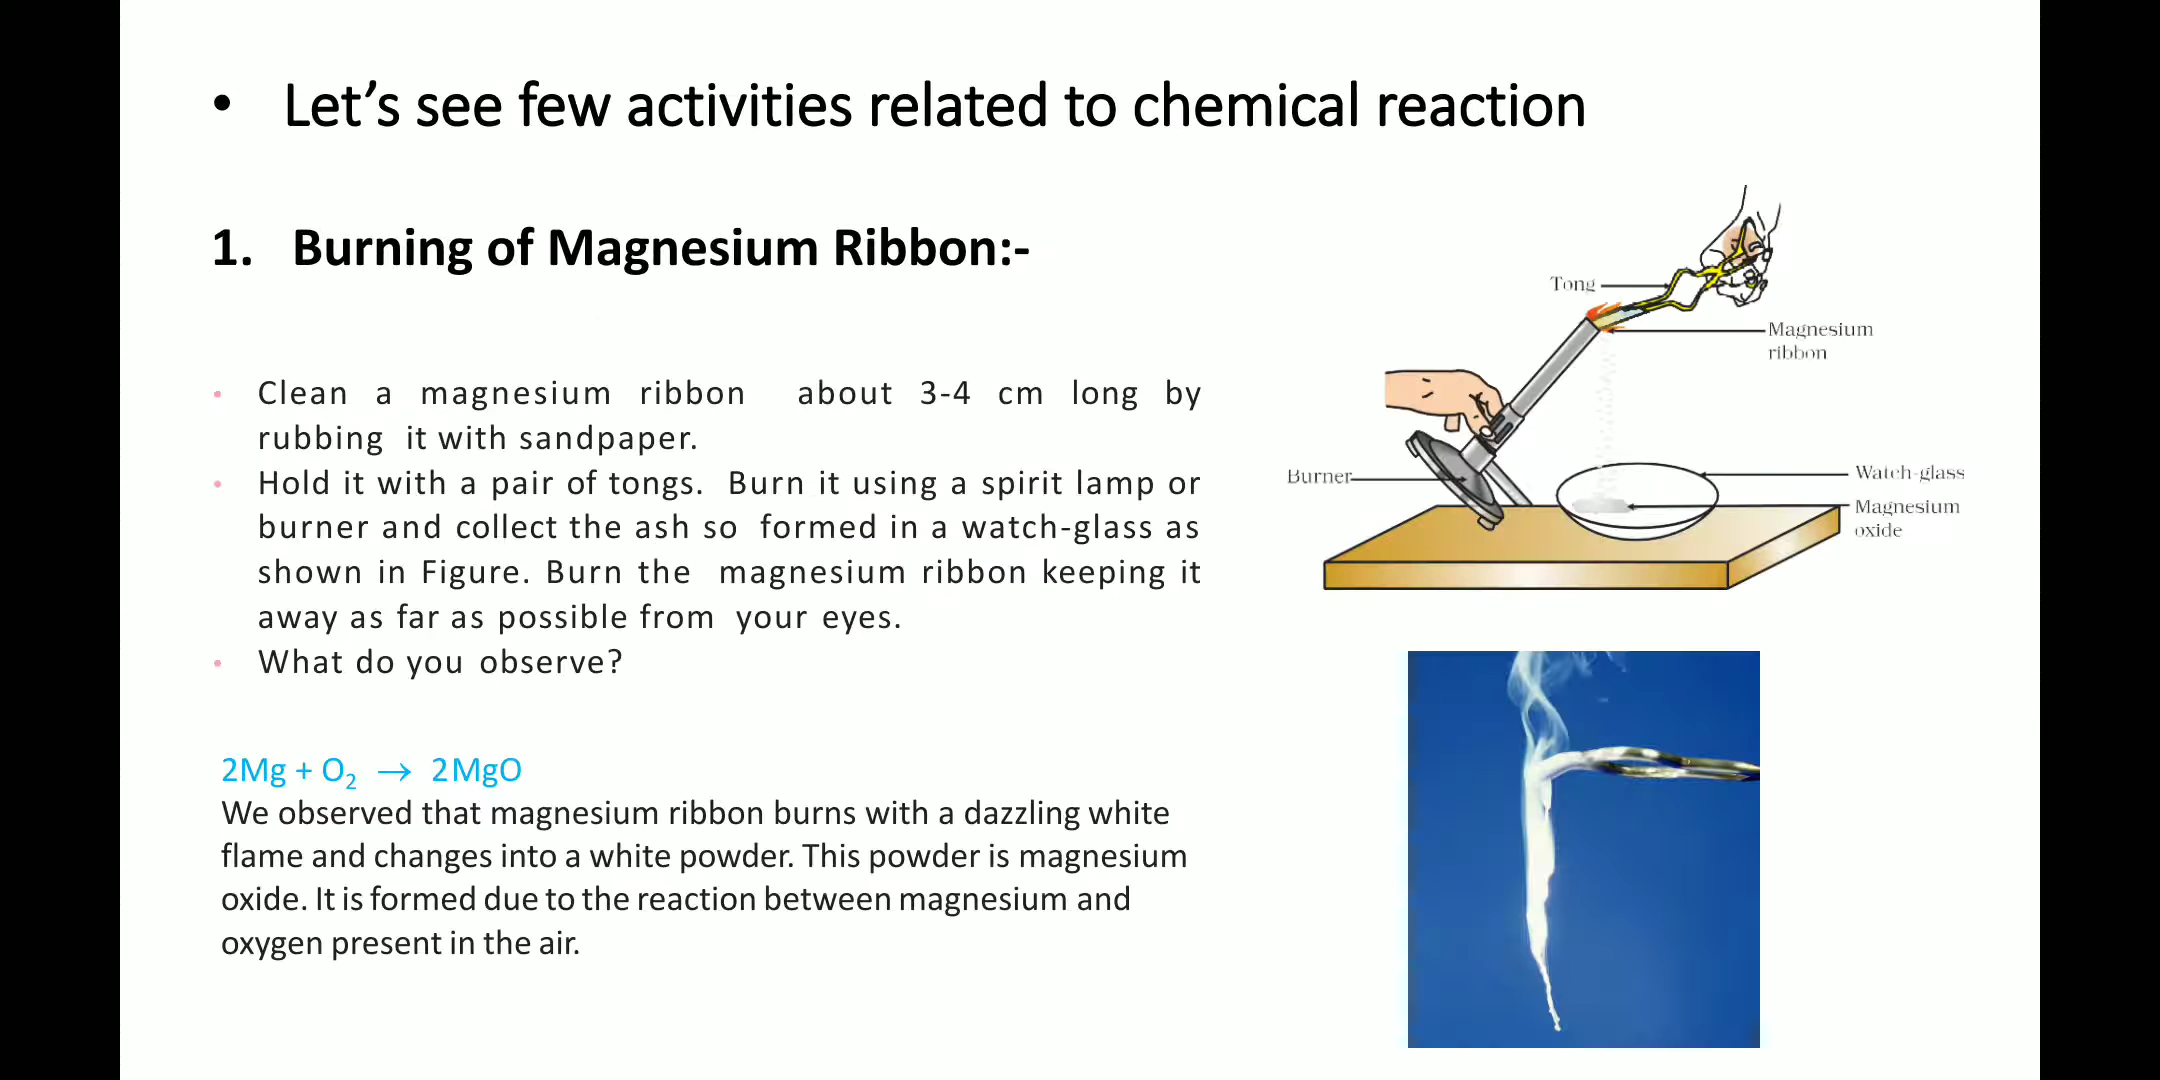 • Let’s see few activities related to chemical reaction
1. Burning of Magnesium Ribbon:-
• Clean a magnesium ribbon about 3-4 cm long by
rubbing it with sandpaper.
• Hold it with a pair of tongs. Burn it using a spirit lamp or
burner and collect the ash so formed in a watch-glass as
shown in Figure. Burn the magnesium ribbon keeping it
away as far as possible from your eyes.
• What do you observe?
2Mg + O₂ → 2MgO
We observed that magnesium ribbon burns with a dazzling white
flame and changes into a white powder. This powder is magnesium
oxide. It is formed due to the reaction between magnesium and
oxygen present in the air.
Tong
Magnesium
ribbon
Burner
Watch-glass
Magnesium
oxide